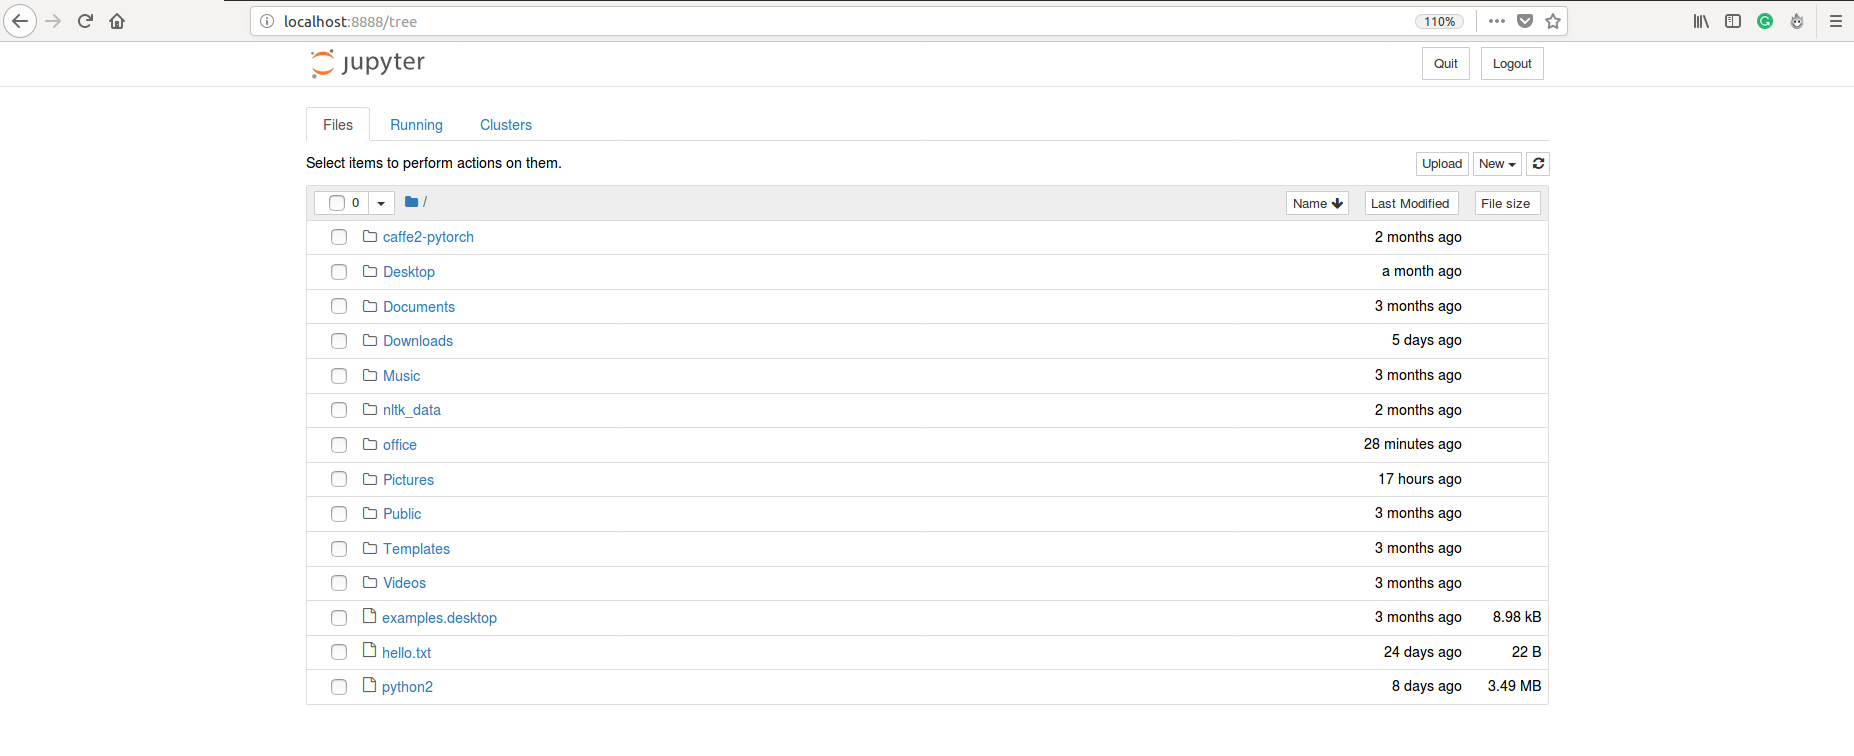 localhost:8888/tree 110%
jupyter Quit Logout
Files Running Clusters
Select items to perform actions on them. Upload New
0 / Name Last Modified File size
caffe2-pytorch 2 months ago
Desktop a month ago
Documents 3 months ago
Downloads 5 days ago
Music 3 months ago
nltk_data 2 months ago
office 28 minutes ago
Pictures 17 hours ago
Public 3 months ago
Templates 3 months ago
Videos 3 months ago
examples.desktop 3 months ago 8.98 kB
hello.txt 24 days ago 22 B
python2 8 days ago 3.49 MB